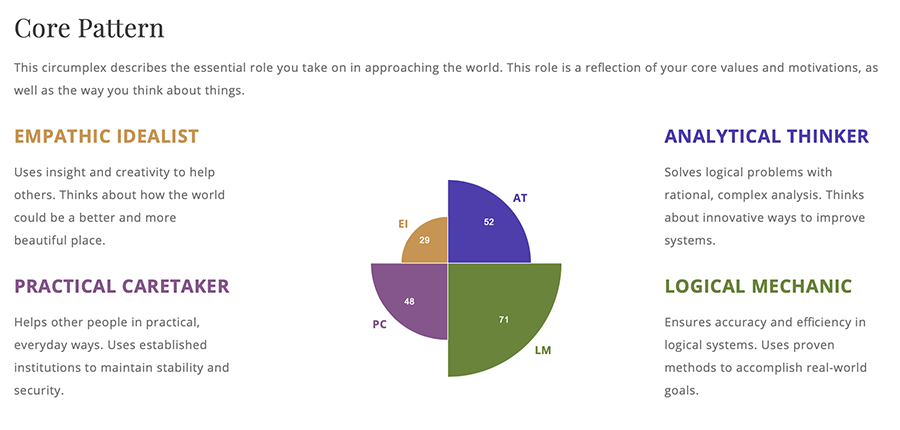 Core Pattern
This circumplex describes the essential role you take on in approaching the world. This role is a reflection of your core values and motivations, as
well as the way you think about things.
EMPATHIC IDEALIST
Uses insight and creativity to help
others. Thinks about how the world
could be a better and more
beautiful place.
PRACTICAL CARETAKER
Helps other people in practical,
everyday ways. Uses established
institutions to maintain stability and
security.
EI
29
AT
52
PC
48
LM
71
ANALYTICAL THINKER
Solves logical problems with
rational, complex analysis. Thinks
about innovative ways to improve
systems.
LOGICAL MECHANIC
Ensures accuracy and efficiency in
logical systems. Uses proven
methods to accomplish real-world
goals.